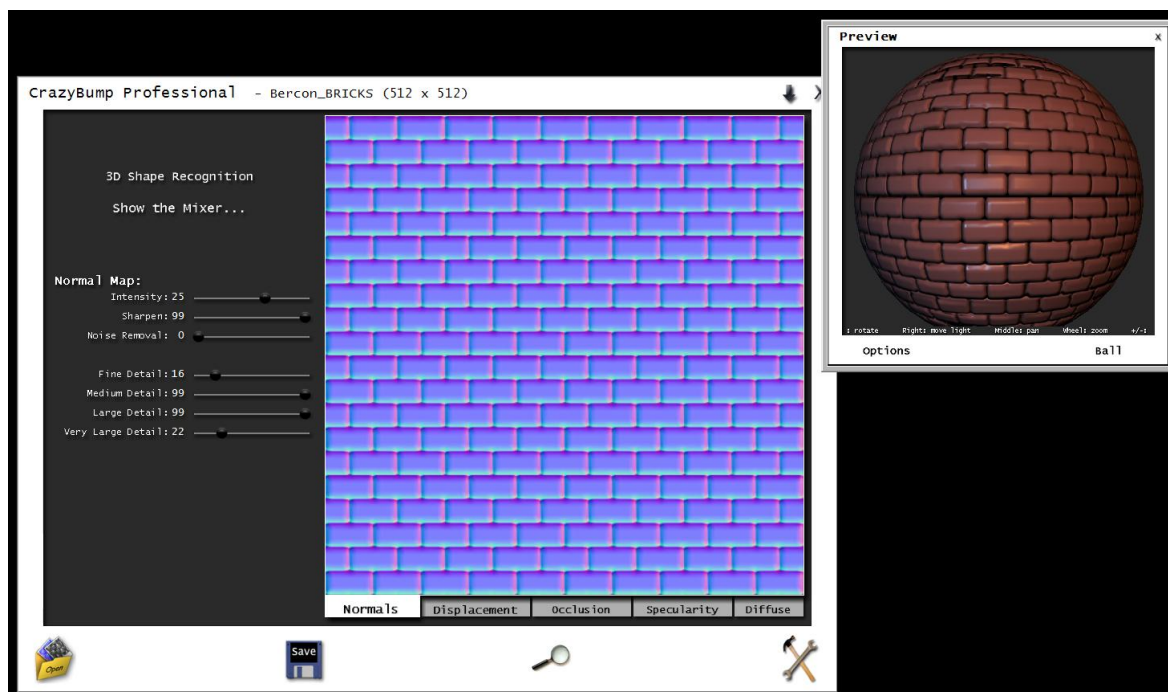 Preview x
CrazyBump Professional - Bercon_BRICKS (512 x 512) X
3D Shape Recognition
Show the Mixer...
Normal Map:
Intensity: 25
Sharpen: 99
Noise Removal: 0
Fine Detail: 16
Medium Detail: 99
Large Detail: 99
Very Large Detail: 22
: rotate Right: move light Middle: pan Wheel: zoom +/-:
Options Ball
Normals Displacement Occlusion Specularity Diffuse
Open
Save